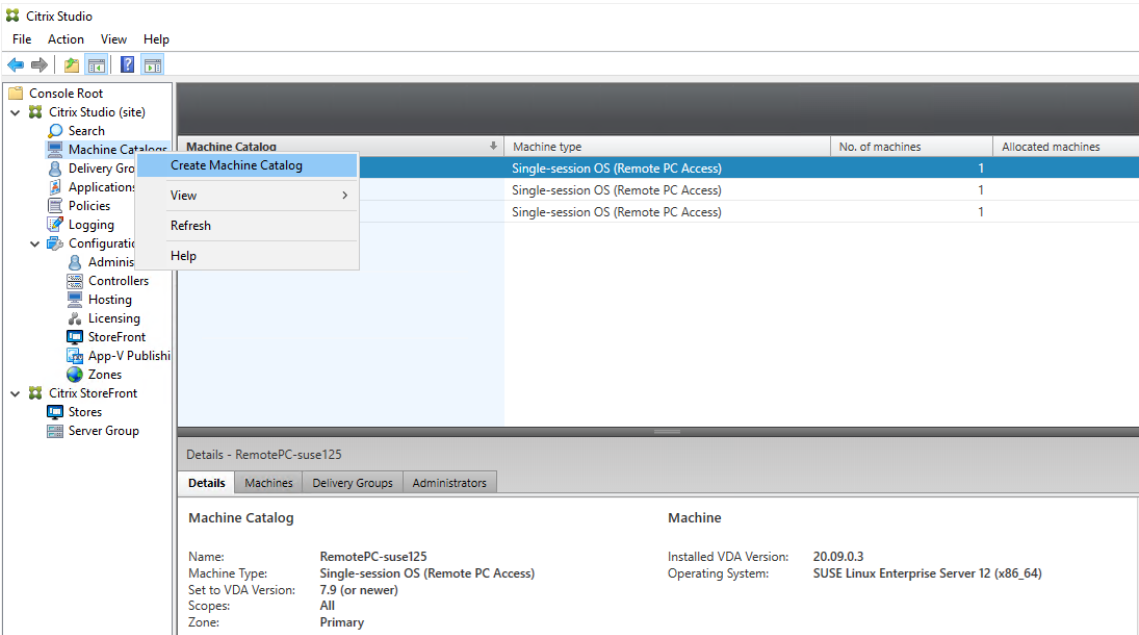 Citrix Studio
File Action View Help
Console Root
Citrix Studio (site)
Search
Machine Catalogs
Delivery Gro
Applications
Policies
Logging
Configuratio
Adminis
Controllers
Hosting
Licensing
StoreFront
App-V Publishi
Zones
Citrix StoreFront
Stores
Server Group
Create Machine Catalog
View
Refresh
Help
Machine Catalog Machine type No. of machines Allocated machines
Single-session OS (Remote PC Access) 1
Single-session OS (Remote PC Access) 1
Single-session OS (Remote PC Access) 1
Details - RemotePC-suse125
Details Machines Delivery Groups Administrators
Machine Catalog
Name: RemotePC-suse125
Machine Type: Single-session OS (Remote PC Access)
Set to VDA Version: 7.9 (or newer)
Scopes: All
Zone: Primary
Machine
Installed VDA Version: 20.09.0.3
Operating System: SUSE Linux Enterprise Server 12 (x86_64)